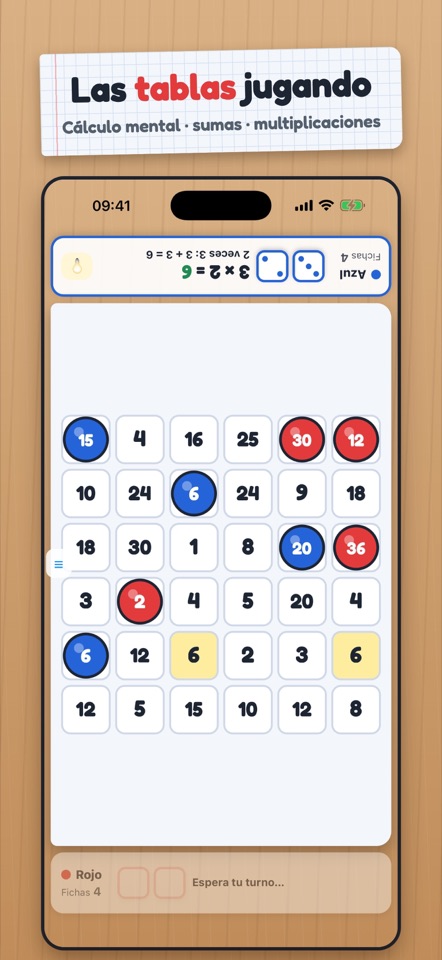 Las tablas jugando
Cálculo mental · sumas · multiplicaciones
09:41
Azul
Fichas 4
3 × 2 = 6
2 veces 3: 3 + 3 = 6
15 4 16 25 30 12
10 24 6 24 9 18
18 30 1 8 20 36
3 2 4 5 20 4
6 12 6 2 3 6
12 5 15 10 12 8
Rojo
Fichas 4
Espera tu turno...